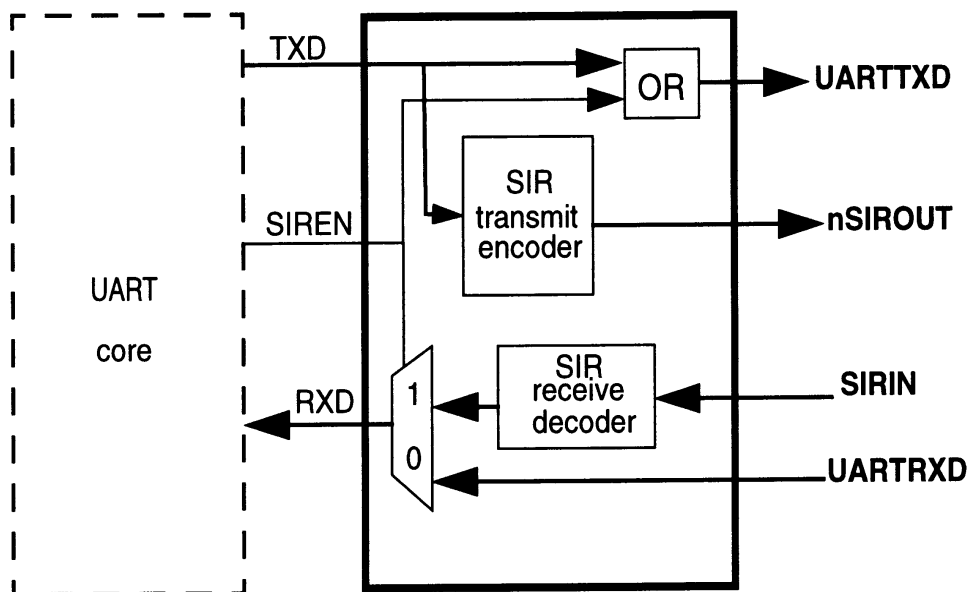 TXD
OR
UARTTXD
SIR
transmit
encoder
nSIROUT
SIREN
UART
core
RXD
1
0
SIR
receive
decoder
SIRIN
UARTRXD